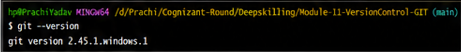 hp@PrachiYadav MINGW64 /d/Prachi/Cognizant-Round/Deepskilling/Module-11-VersionControl-GIT (main)
$ git --version
git version 2.45.1.windows.1